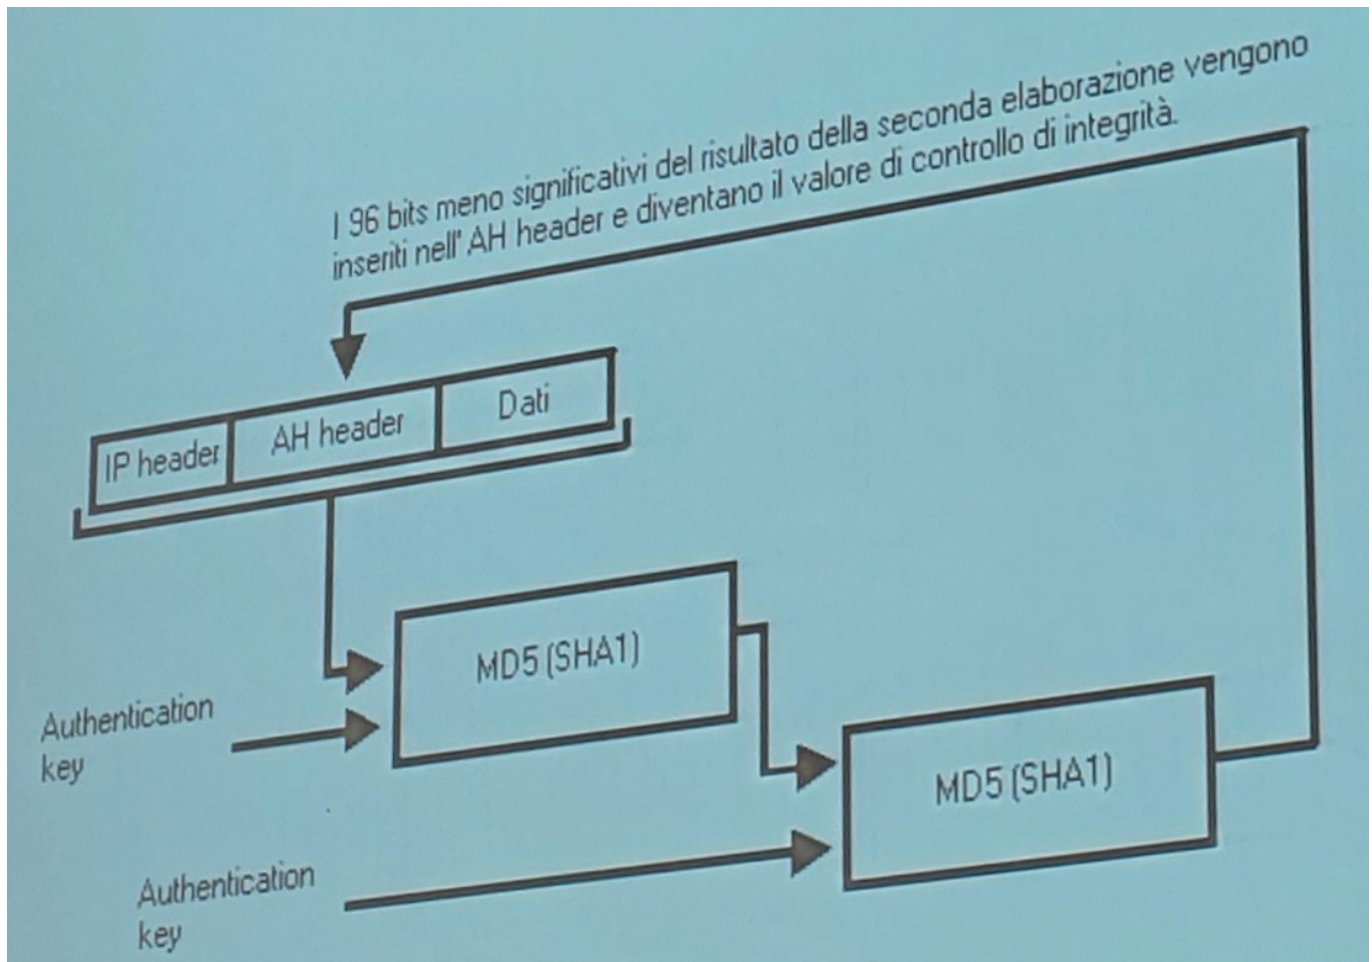 I 96 bits meno significativi del risultato della seconda elaborazione vengono
inseriti nell' AH header e diventano il valore di controllo di integrità.
IP header
AH header
Dati
MD5 (SHA1)
Authentication
key
MD5 (SHA1)
Authentication
key